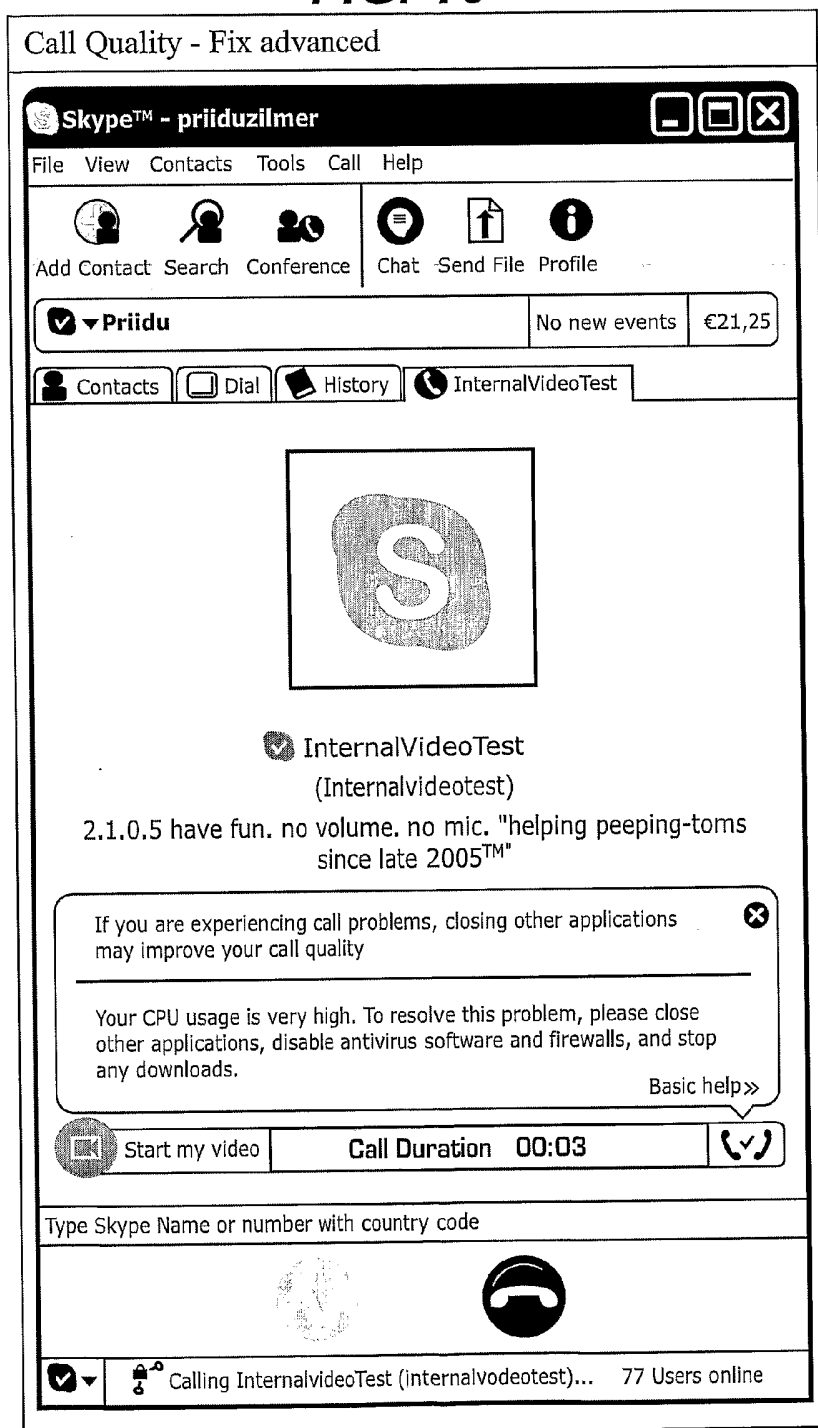 Call Quality - Fix advanced
Skype™ - priiduzilmer
File View Contacts Tools Call Help
Add Contact Search Conference Chat Send File Profile
Priidu No new events €21,25
Contacts Dial History InternalVideoTest
S
InternalVideoTest
(Internalvideotest)
2.1.0.5 have fun. no volume. no mic. "helping peeping-toms
since late 2005™"
If you are experiencing call problems, closing other applications
may improve your call quality
Your CPU usage is very high. To resolve this problem, please close
other applications, disable antivirus software and firewalls, and stop
any downloads.
Basic help»
Start my video Call Duration 00:03
Type Skype Name or number with country code
Calling InternalvideoTest (internalvodeotest)... 77 Users online